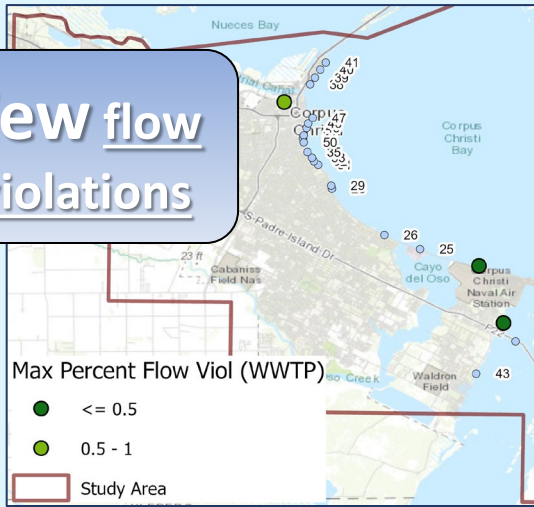 Nueces Bay
41
39
38
ew flow
iolations
Corpus
Christi
47
50
35
29
Corpus
Christi
Bay
S-Padre-Island-Dr
26
25
23 ft
Cabaniss
Field Nas
Cayo
del Oso
Christi
Naval Air
Station
Max Percent Flow Viol (WWTP)
Creek
Waldron
Field
43
<= 0.5
0.5 - 1
Study Area